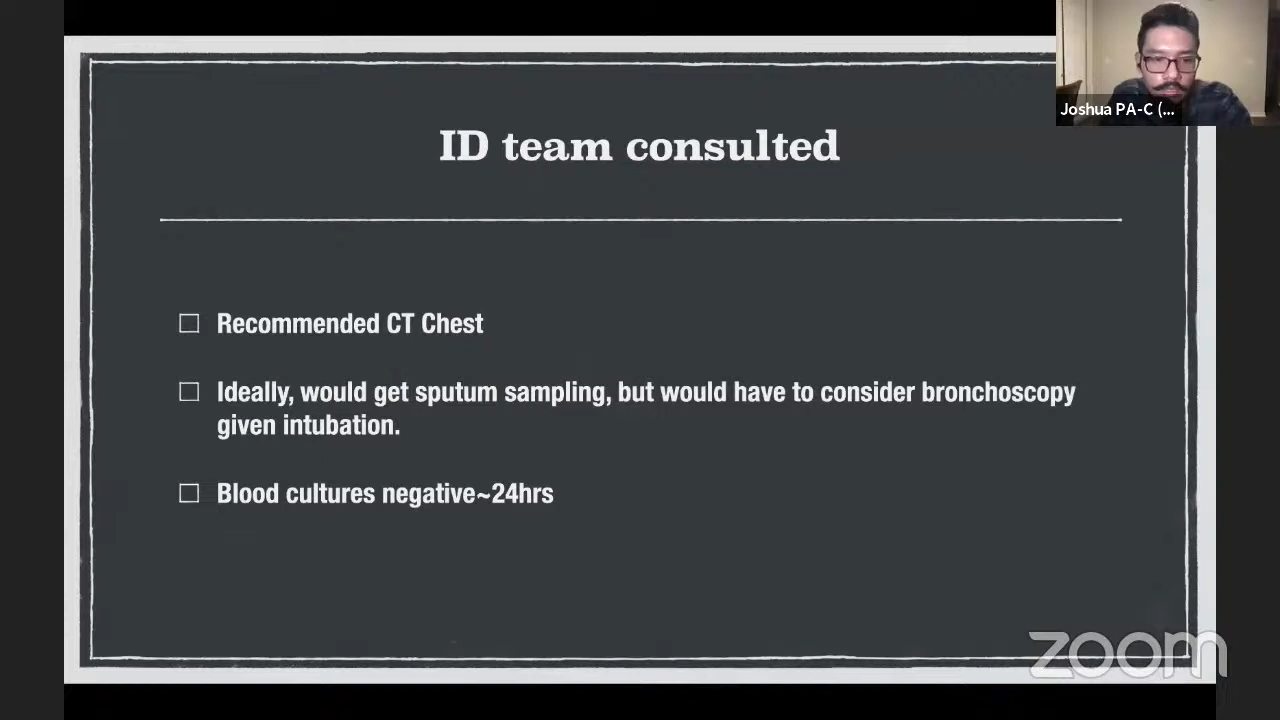 Joshua PA-C (...
ID team consulted
Recommended CT Chest
Ideally, would get sputum sampling, but would have to consider bronchoscopy
given intubation.
Blood cultures negative~24hrs
zoom